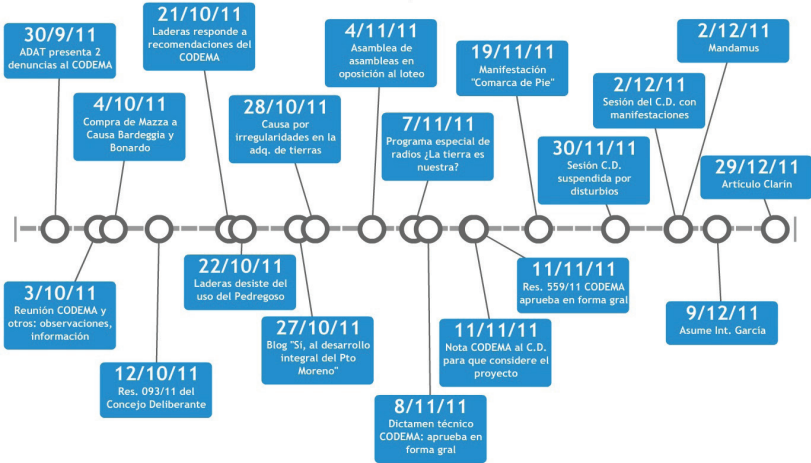 30/9/11
ADAT presenta 2
denuncias al CODEMA
4/10/11
Compra de Mazza a
Causa Bardeggia y
Bonardo
21/10/11
Laderas responde a
recomendaciones del
CODEMA
28/10/11
Causa por
irregularidades en la
adq. de tierras
4/11/11
Asamblea de
asambleas en
oposición al loteo
7/11/11
Programa especial de
radios ¿La tierra es
nuestra?
19/11/11
Manifestación
"Comarca de Pie"
30/11/11
Sesión C.D.
suspendida por
disturbios
2/12/11
Sesión del C.D. con
manifestaciones
2/12/11
Mandamus
29/12/11
Artículo Clarín
3/10/11
Reunión CODEMA y
otros: observaciones,
información
12/10/11
Res. 093/11 del
Concejo Deliberante
22/10/11
Laderas desiste del
uso del Pedregoso
27/10/11
Blog "Sí, al desarrollo
integral del Pto
Moreno"
8/11/11
Dictamen técnico
CODEMA: aprueba en
forma gral
11/11/11
Nota CODEMA al C.D.
para que considere el
proyecto
11/11/11
Res. 559/11 CODEMA
aprueba en forma gral
9/12/11
Asume Int. García